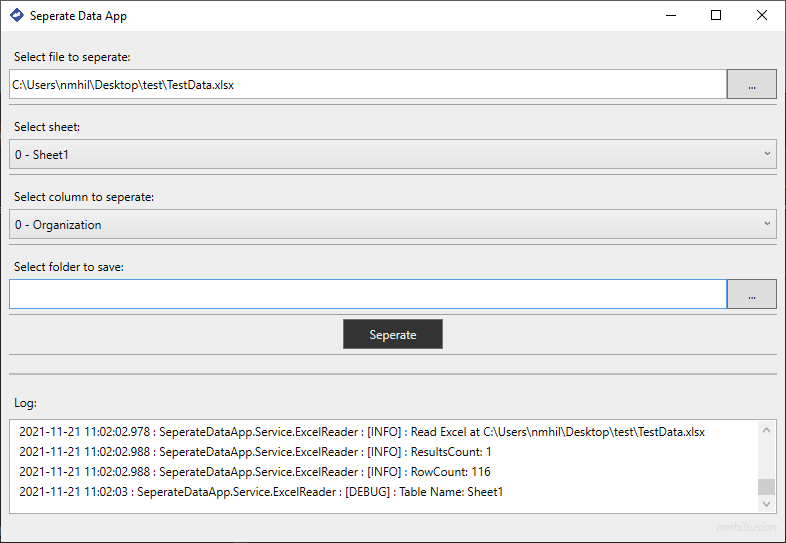 Seperate Data App
Select file to seperate:
C:\Users\nmhil\Desktop\test\TestData.xlsx
...
Select sheet:
0 - Sheet1
Select column to seperate:
0 - Organization
Select folder to save:
...
Seperate
Log:
2021-11-21 11:02:02.978 : SeperateDataApp.Service.ExcelReader : [INFO] : Read Excel at C:\Users\nmhil\Desktop\test\TestData.xlsx
2021-11-21 11:02:02.988 : SeperateDataApp.Service.ExcelReader : [INFO] : ResultsCount: 1
2021-11-21 11:02:02.988 : SeperateDataApp.Service.ExcelReader : [INFO] : RowCount: 116
2021-11-21 11:02:03 : SeperateDataApp.Service.ExcelReader : [DEBUG] : Table Name: Sheet1
nmhillusion